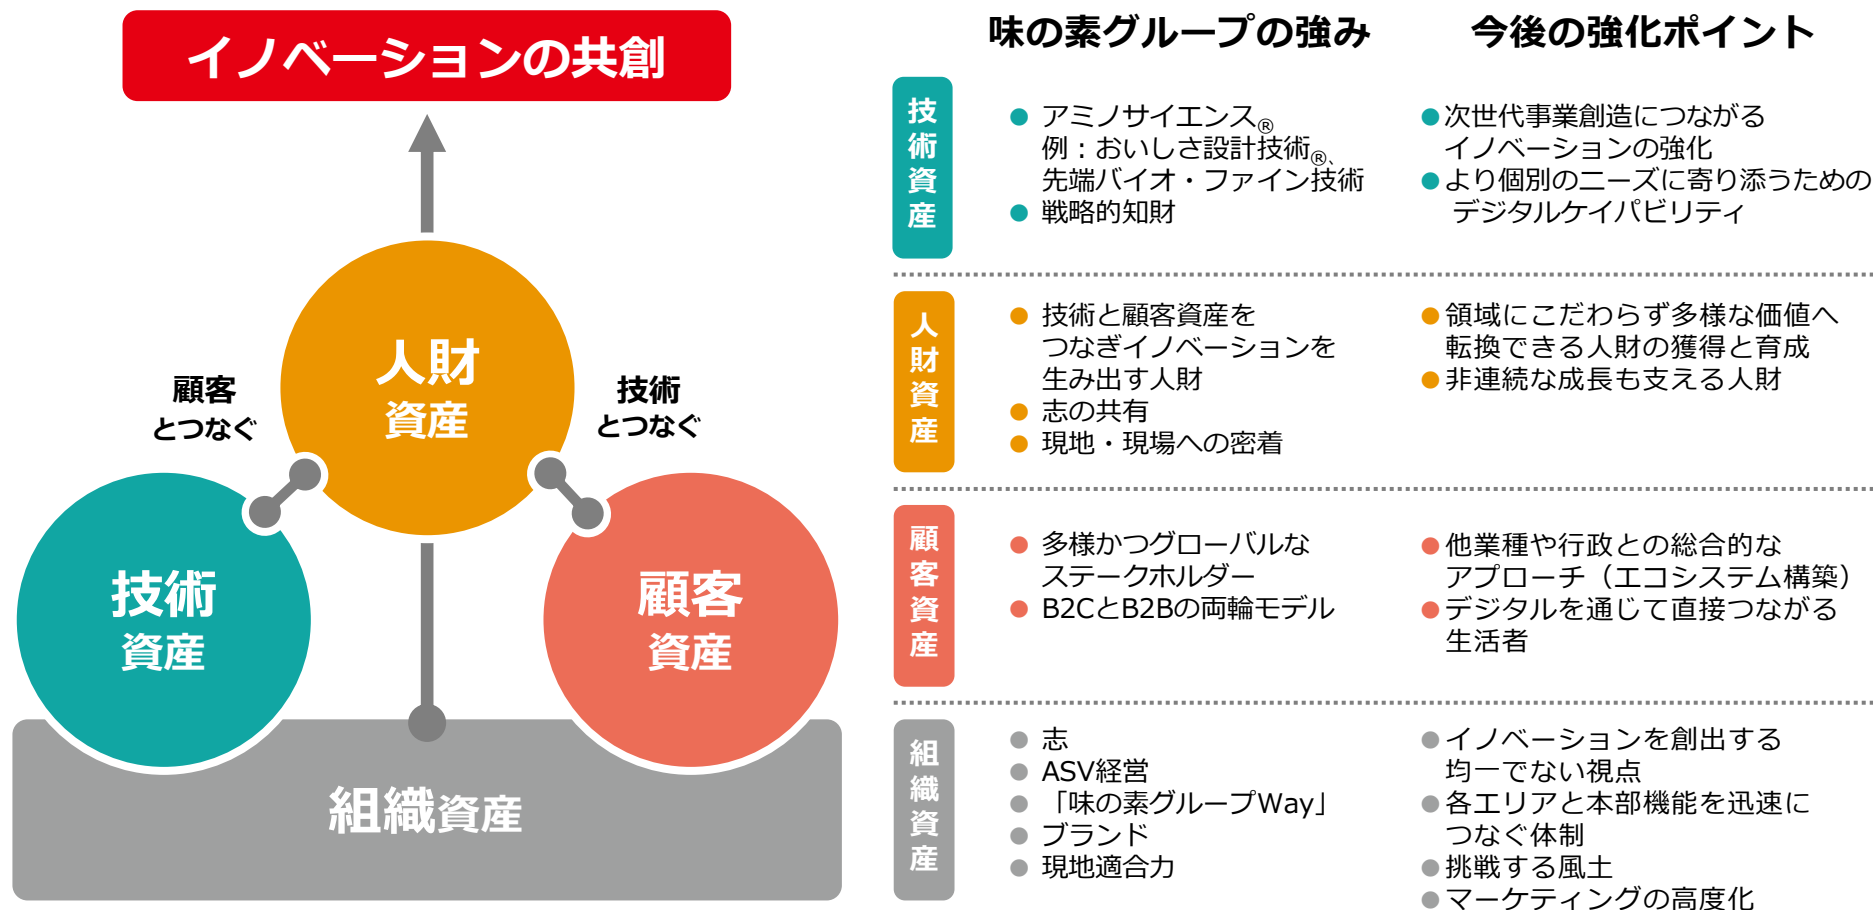 イノベーションの共創
人財
資産
顧客
とつなぐ
技術
とつなぐ
技術
資産
顧客
資産
組織資産
味の素グループの強み
今後の強化ポイント
技術資産
● アミノサイエンス®
例：おいしさ設計技術®、
先端バイオ・ファイン技術
● 戦略的知財
●次世代事業創造につながる
イノベーションの強化
●より個別のニーズに寄り添うための
デジタルケイパビリティ
人財資産
● 技術と顧客資産を
つなぎイノベーションを
生み出す人財
● 志の共有
● 現地・現場への密着
●領域にこだわらず多様な価値へ
転換できる人財の獲得と育成
●非連続な成長も支える人財
顧客資産
● 多様かつグローバルな
ステークホルダー
● B2CとB2Bの両輪モデル
●他業種や行政との総合的な
アプローチ（エコシステム構築）
●デジタルを通じて直接つながる
生活者
組織資産
● 志
● ASV経営
● 「味の素グループWay」
● ブランド
● 現地適合力
●イノベーションを創出する
均一でない視点
●各エリアと本部機能を迅速に
つなぐ体制
●挑戦する風土
●マーケティングの高度化